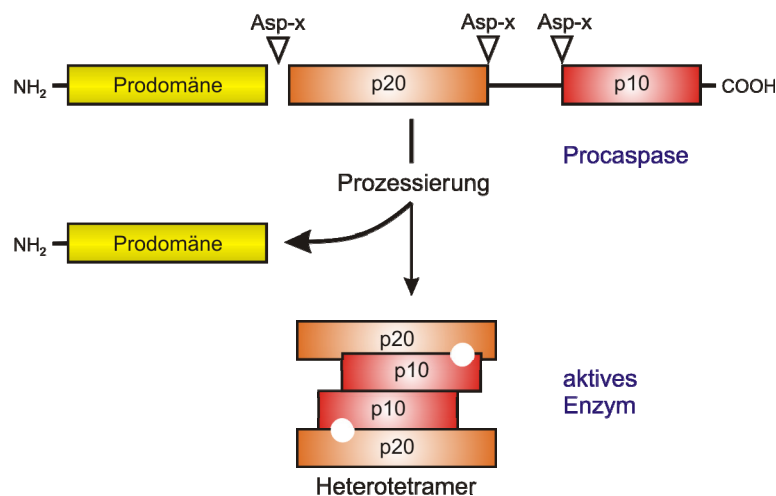 Asp-x Asp-x Asp-x
NH₂ Prodomäne p20 p10 COOH
Procaspase
Prozessierung
NH₂ Prodomäne
p20
p10
p10
p20
aktives
Enzym
Heterotetramer